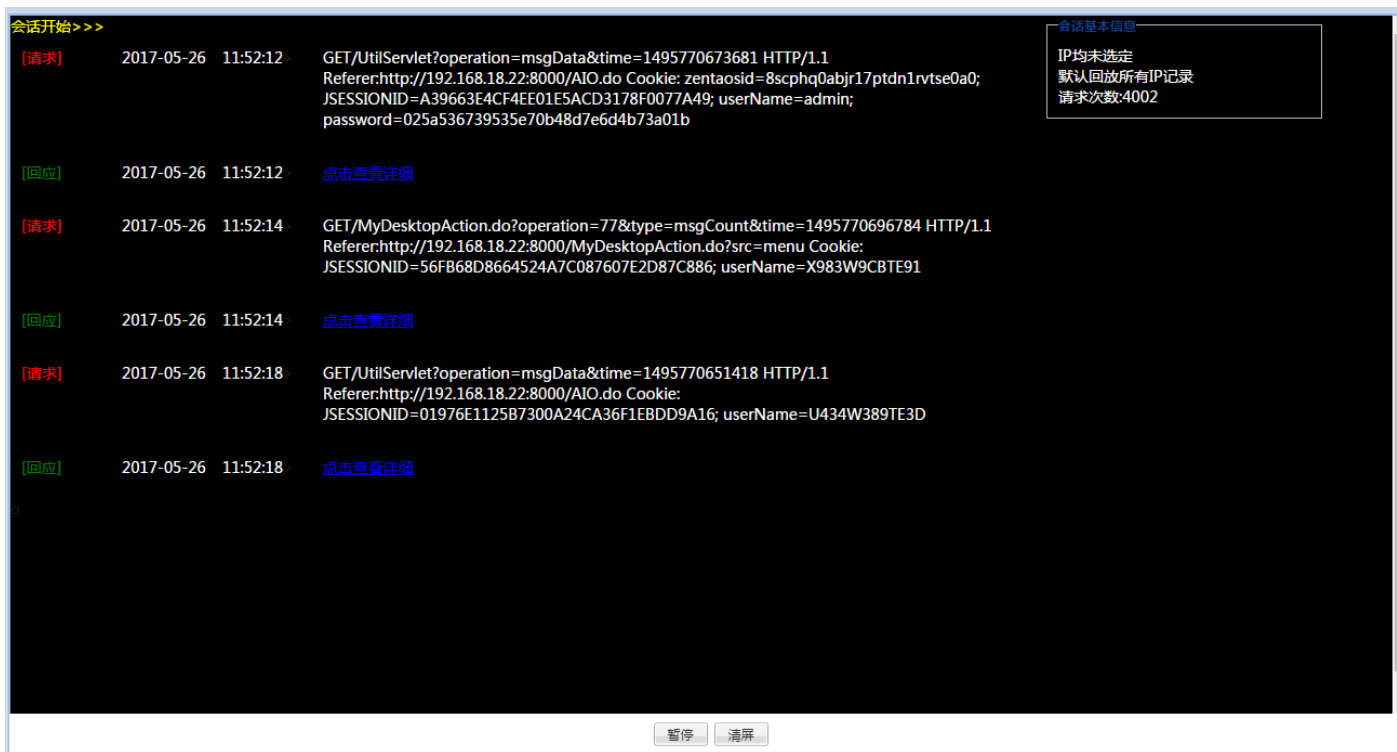 会话开始>>>
[请求] 2017-05-26 11:52:12> GET/UtilServlet?operation=msgData&time=1495770673681 HTTP/1.1
Referer:http://192.168.18.22:8000/AIO.do Cookie: zentaosid=8scphq0abjr17ptdn1rvtse0a0;
JSESSIONID=A39663E4CF4EE01E5ACD3178F0077A49; userName=admin;
password=025a536739535e70b48d7e6d4b73a01b
[回应] 2017-05-26 11:52:12> 点击查看详细
[请求] 2017-05-26 11:52:14> GET/MyDesktopAction.do?operation=77&type=msgCount&time=1495770696784 HTTP/1.1
Referer:http://192.168.18.22:8000/MyDesktopAction.do?src=menu Cookie:
JSESSIONID=56FB68D8664524A7C087607E2D87C886; userName=X983W9CBTE91
[回应] 2017-05-26 11:52:14> 点击查看详细
[请求] 2017-05-26 11:52:18> GET/UtilServlet?operation=msgData&time=1495770651418 HTTP/1.1
Referer:http://192.168.18.22:8000/AIO.do Cookie:
JSESSIONID=01976E1125B7300A24CA36F1EBDD9A16; userName=U434W389TE3D
[回应] 2017-05-26 11:52:18> 点击查看详细
会话基本信息
IP均未选定
默认回放所有IP记录
请求次数:4002
暂停 清屏